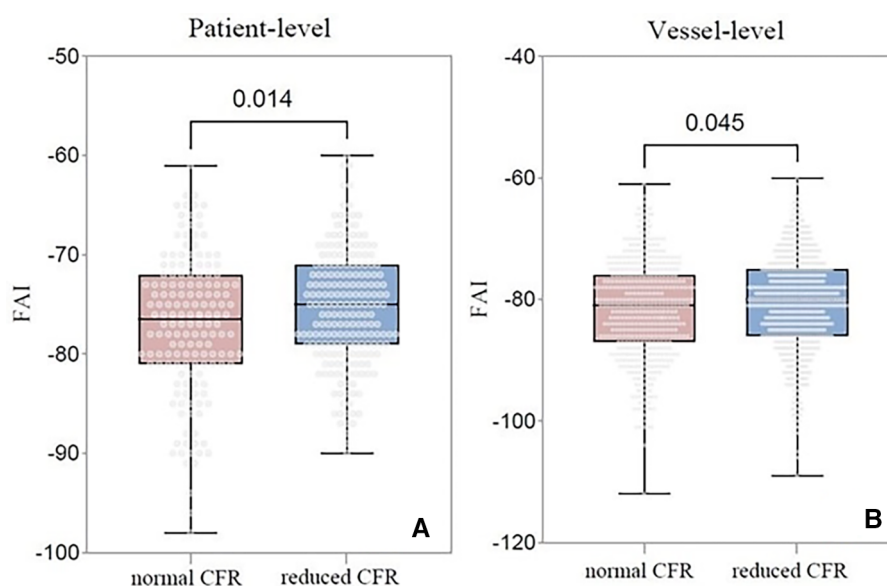 Patient-level
-50
-60
-70
-80
-90
-100
FAI
0.014
A
normal CFR
reduced CFR
Vessel-level
-40
-60
-80
-100
-120
FAI
0.045
B
normal CFR
reduced CFR